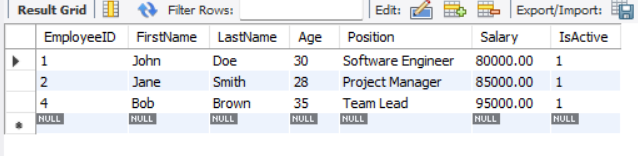 Result Grid Filter Rows: Edit: Export/Import:
EmployeeID FirstName LastName Age Position Salary IsActive
1 John Doe 30 Software Engineer 80000.00 1
2 Jane Smith 28 Project Manager 85000.00 1
4 Bob Brown 35 Team Lead 95000.00 1
NULL NULL NULL NULL NULL NULL NULL